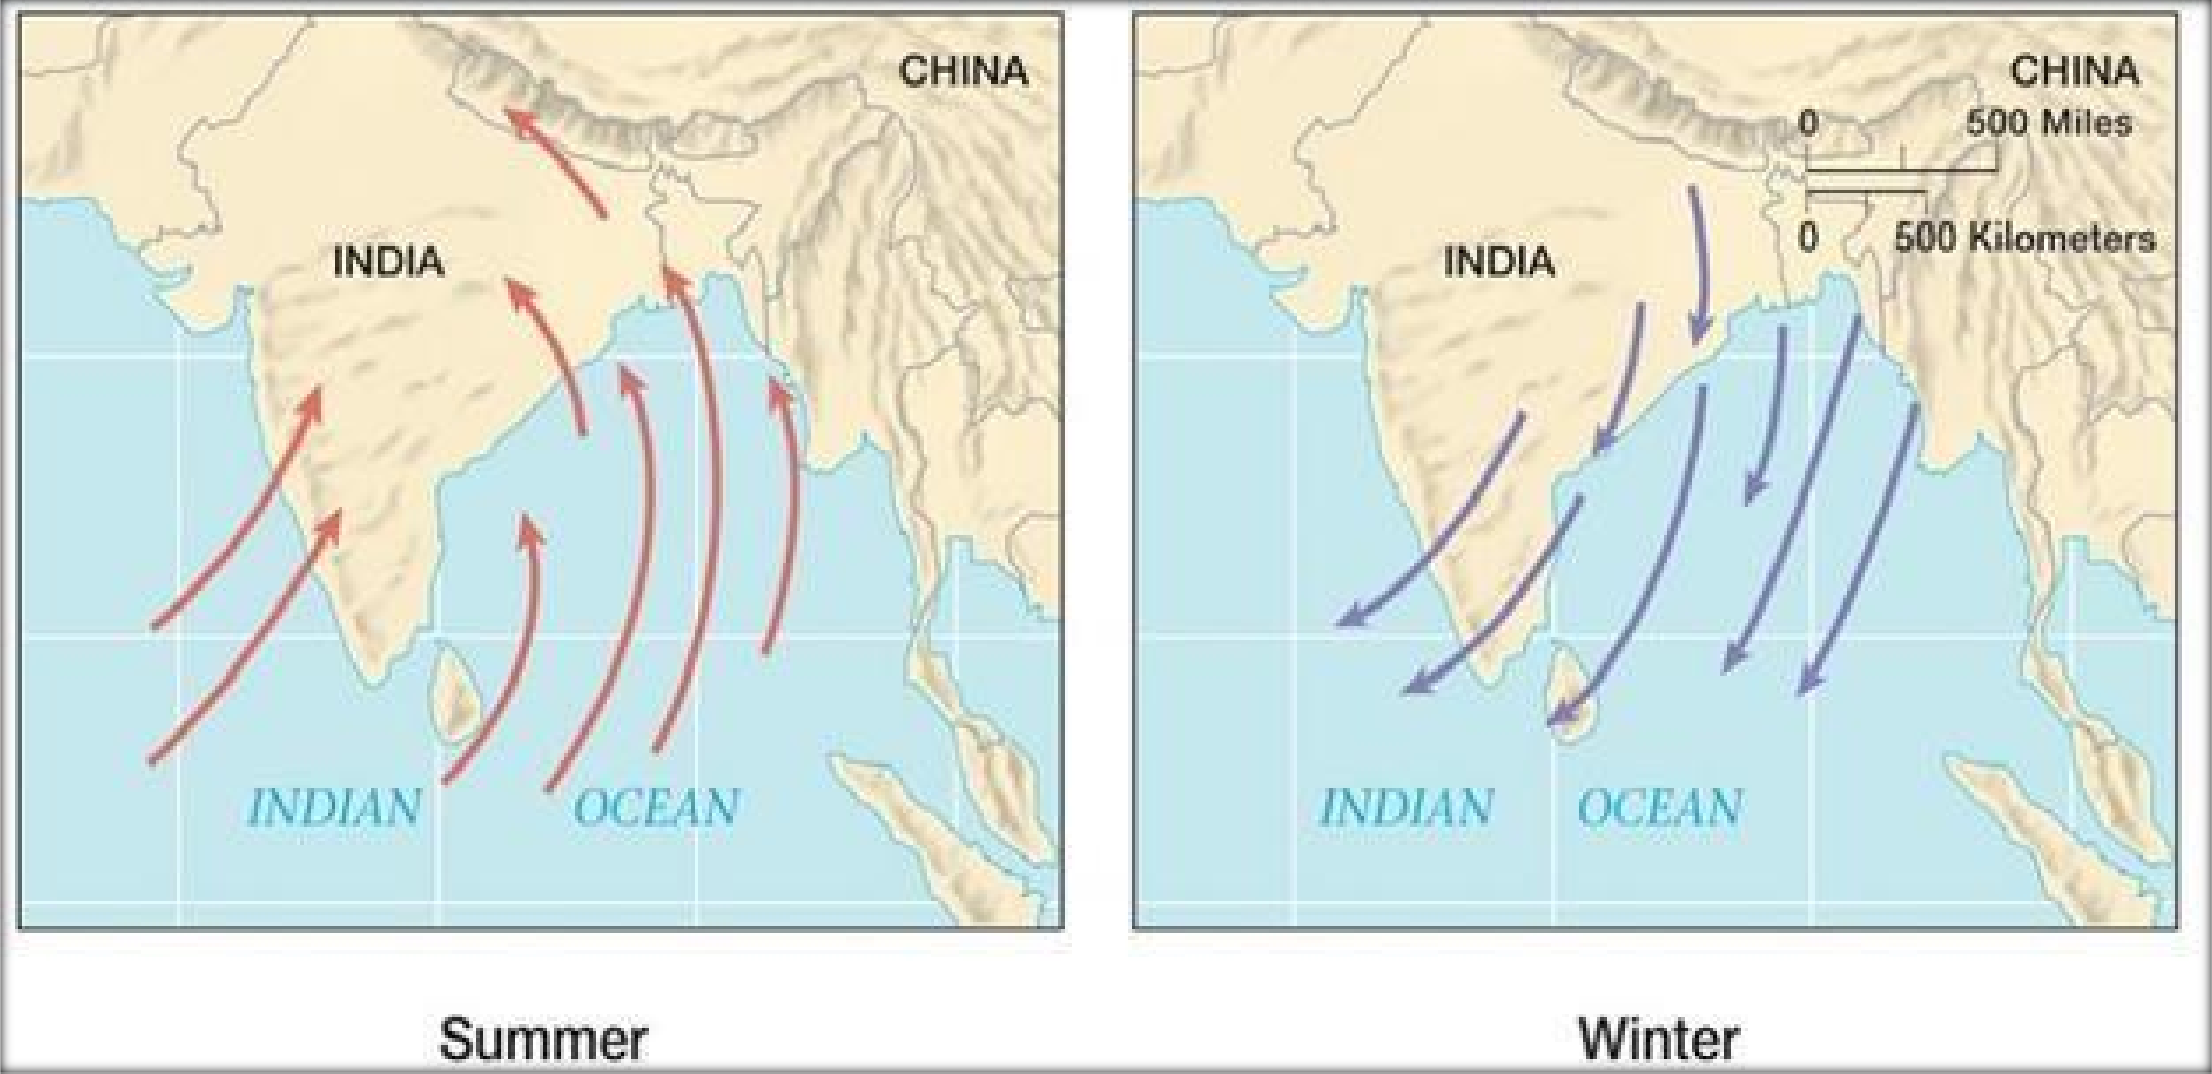 CHINA
INDIA
INDIAN OCEAN
Summer
CHINA
0 500 Miles
0 500 Kilometers
INDIA
INDIAN OCEAN
Winter